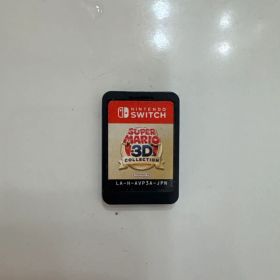 NINTENDO
SWITCH
SUPER
MARIO
3D
COLLECTION
LA-H-AVP3A-JPN